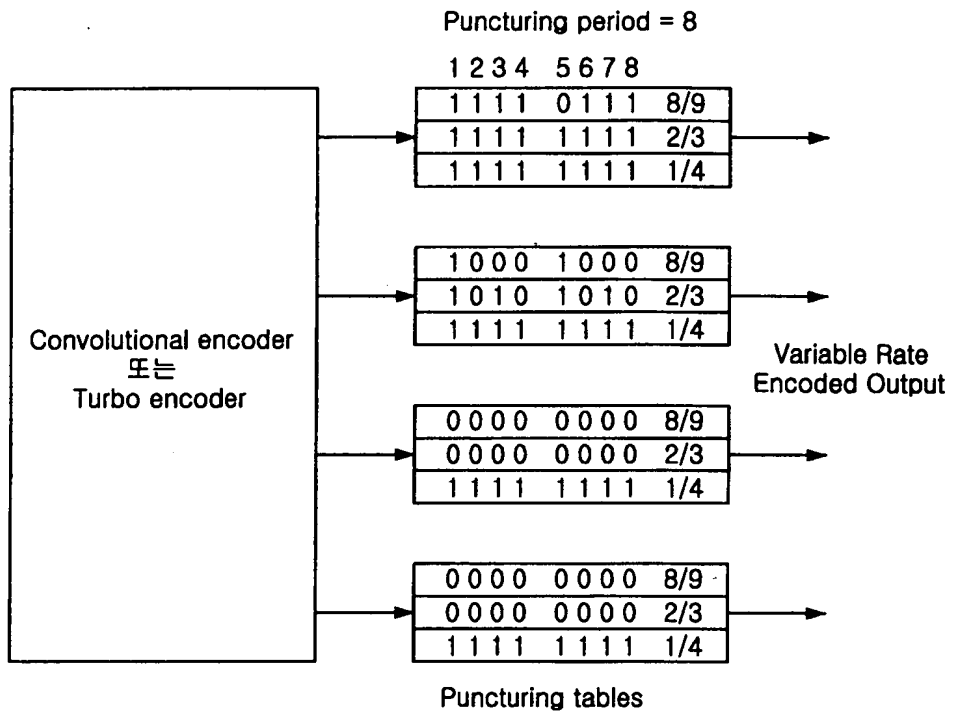 Puncturing period = 8
1 2 3 4 5 6 7 8
1 1 1 1 0 1 1 1 8/9
1 1 1 1 1 1 1 1 2/3
1 1 1 1 1 1 1 1 1/4
1 0 0 0 1 0 0 0 8/9
1 0 1 0 1 0 1 0 2/3
1 1 1 1 1 1 1 1 1/4
Convolutional encoder
또는
Turbo encoder
Variable Rate
Encoded Output
0 0 0 0 0 0 0 0 8/9
0 0 0 0 0 0 0 0 2/3
1 1 1 1 1 1 1 1 1/4
0 0 0 0 0 0 0 0 8/9
0 0 0 0 0 0 0 0 2/3
1 1 1 1 1 1 1 1 1/4
Puncturing tables